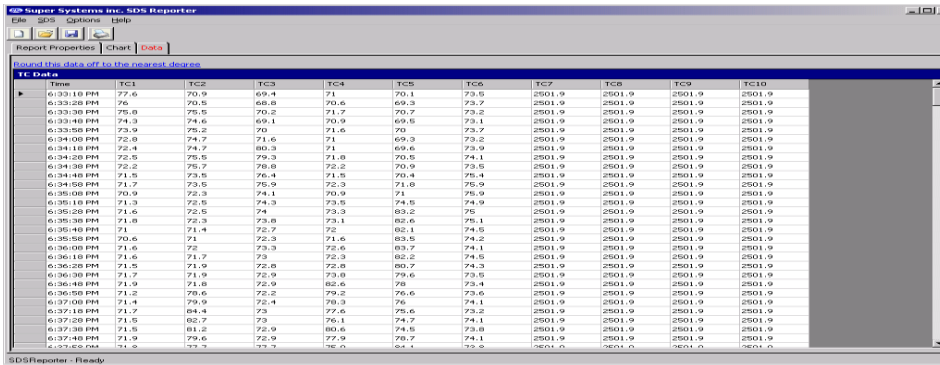 Super Systems inc. SDS Reporter
File SDS Options Help
Report Properties Chart Data
Round this data off to the nearest degree
TC Data
Time TC1 TC2 TC3 TC4 TC5 TC6 TC7 TC8 TC9 TC10
6:33:18 PM 77.6 70.9 69.4 71 70.1 73.5 2501.9 2501.9 2501.9 2501.9
6:33:28 PM 76 70.5 68.8 70.6 69.3 73.7 2501.9 2501.9 2501.9 2501.9
6:33:38 PM 75.8 75.5 70.2 71.7 70.7 73.2 2501.9 2501.9 2501.9 2501.9
6:33:48 PM 74.3 74.6 69.1 70.9 69.5 73.1 2501.9 2501.9 2501.9 2501.9
6:33:58 PM 73.9 75.2 70 71.6 70 73.7 2501.9 2501.9 2501.9 2501.9
6:34:08 PM 72.8 74.7 71.6 71 69.3 73.2 2501.9 2501.9 2501.9 2501.9
6:34:18 PM 72.4 74.7 80.3 71 69.6 73.9 2501.9 2501.9 2501.9 2501.9
6:34:28 PM 72.5 75.5 79.3 71.8 70.5 74.1 2501.9 2501.9 2501.9 2501.9
6:34:38 PM 72.2 75.7 78.8 72.2 70.9 73.5 2501.9 2501.9 2501.9 2501.9
6:34:48 PM 71.5 73.5 76.4 71.5 70.4 75.4 2501.9 2501.9 2501.9 2501.9
6:34:58 PM 71.7 73.5 75.9 72.3 71.8 75.9 2501.9 2501.9 2501.9 2501.9
6:35:08 PM 70.9 72.3 74.1 70.9 71 75.9 2501.9 2501.9 2501.9 2501.9
6:35:18 PM 71.3 72.5 74.3 73.5 74.5 74.9 2501.9 2501.9 2501.9 2501.9
6:35:28 PM 71.6 72.5 74 73.3 83.2 75 2501.9 2501.9 2501.9 2501.9
6:35:38 PM 71.8 72.3 73.8 73.1 82.6 75.1 2501.9 2501.9 2501.9 2501.9
6:35:48 PM 71 71.4 72.7 72 82.1 74.5 2501.9 2501.9 2501.9 2501.9
6:35:58 PM 70.6 71 72.3 71.6 83.5 74.2 2501.9 2501.9 2501.9 2501.9
6:36:08 PM 71.6 72 73.3 72.6 83.7 74.1 2501.9 2501.9 2501.9 2501.9
6:36:18 PM 71.6 71.7 73 72.3 82.2 74.5 2501.9 2501.9 2501.9 2501.9
6:36:28 PM 71.5 71.9 72.8 72.8 80.7 74.3 2501.9 2501.9 2501.9 2501.9
6:36:38 PM 71.7 71.9 72.9 73.8 79.6 73.5 2501.9 2501.9 2501.9 2501.9
6:36:48 PM 71.9 71.8 72.9 82.6 78 73.4 2501.9 2501.9 2501.9 2501.9
6:36:58 PM 71.2 78.6 72.2 79.2 76.6 73.6 2501.9 2501.9 2501.9 2501.9
6:37:08 PM 71.4 79.9 72.4 78.3 76 74.1 2501.9 2501.9 2501.9 2501.9
6:37:18 PM 71.7 84.4 73 77.6 75.6 73.2 2501.9 2501.9 2501.9 2501.9
6:37:28 PM 71.5 82.7 73 76.1 74.7 74.1 2501.9 2501.9 2501.9 2501.9
6:37:38 PM 71.5 81.2 72.9 80.6 74.5 73.8 2501.9 2501.9 2501.9 2501.9
6:37:48 PM 71.9 79.6 72.9 77.9 78.7 74.1 2501.9 2501.9 2501.9 2501.9
SDSReporter - Ready